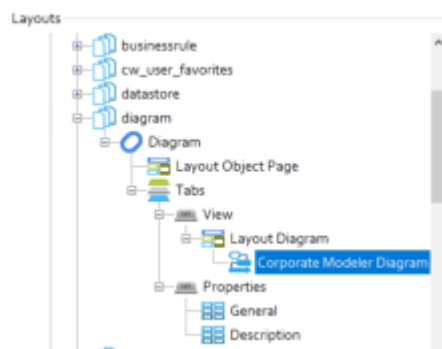 Layouts
businessrule
cw_user_favorites
datastore
diagram
Diagram
Layout Object Page
Tabs
View
Layout Diagram
Corporate Modeler Diagram
Properties
General
Description